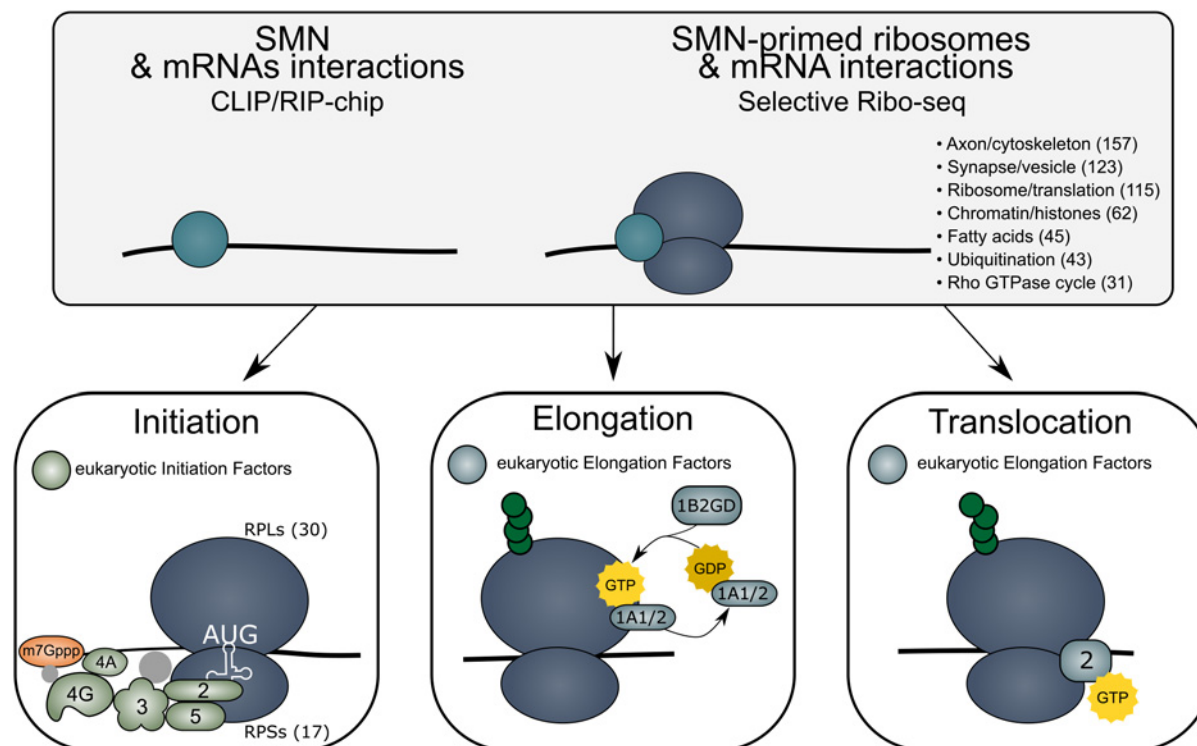 SMN
& mRNAs interactions
CLIP/RIP-chip
SMN-primed ribosomes
& mRNA interactions
Selective Ribo-seq
• Axon/cytoskeleton (157)
• Synapse/vesicle (123)
• Ribosome/translation (115)
• Chromatin/histones (62)
• Fatty acids (45)
• Ubiquitination (43)
• Rho GTPase cycle (31)
Initiation
eukaryotic Initiation Factors
RPLs (30)
AUG
m7Gppp
4A
4G
3
2
5
RPSs (17)
Elongation
eukaryotic Elongation Factors
1B2GD
GTP
GDP
1A1/2
1A1/2
Translocation
eukaryotic Elongation Factors
2
GTP